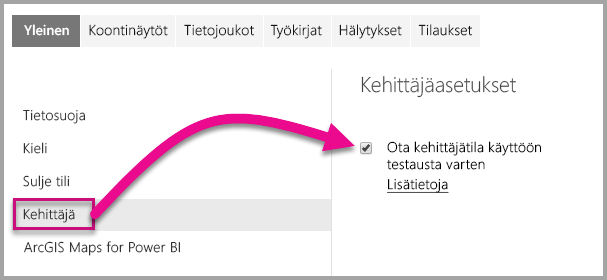 Yleinen Koontinäytöt Tietojoukot Työkirjat Hälytykset Tilaukset
Tietosuoja
Kieli
Sulje tili
Kehittäjä
ArcGIS Maps for Power BI
Kehittäjäasetukset
Ota kehittäjätila käyttöön
testausta varten
Lisätietoja